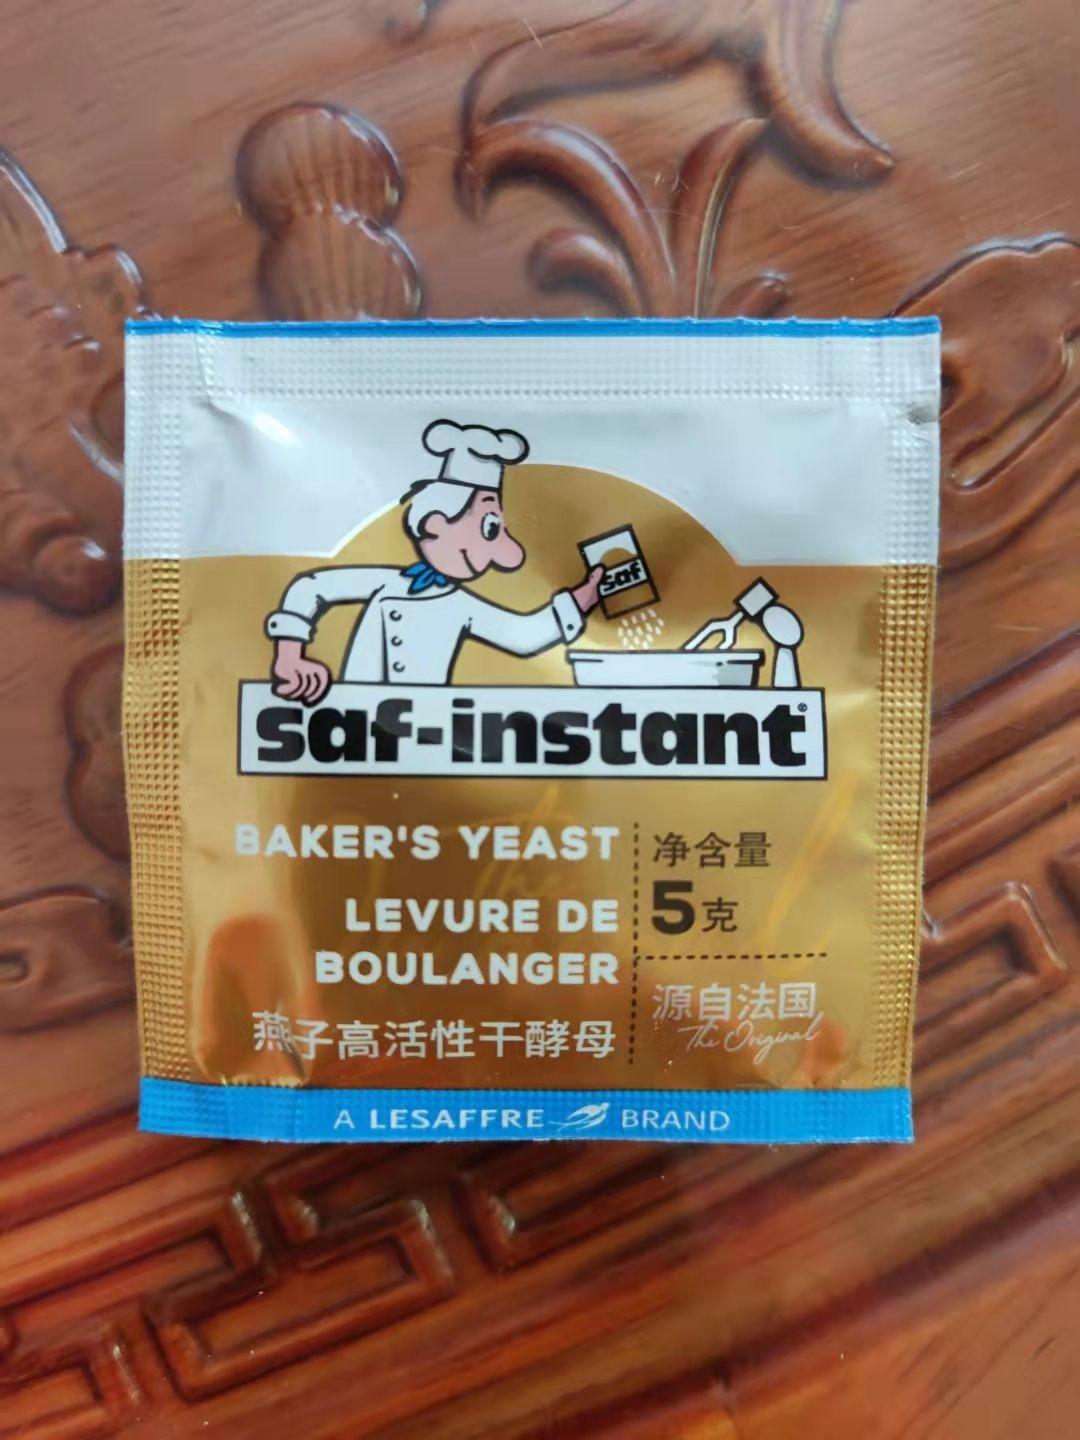 saf
saf-instant®
BAKER'S YEAST
LEVURE DE
BOULANGER
燕子高活性干酵母
净含量
5克
源自法国
The Original
A LESAFFRE BRAND